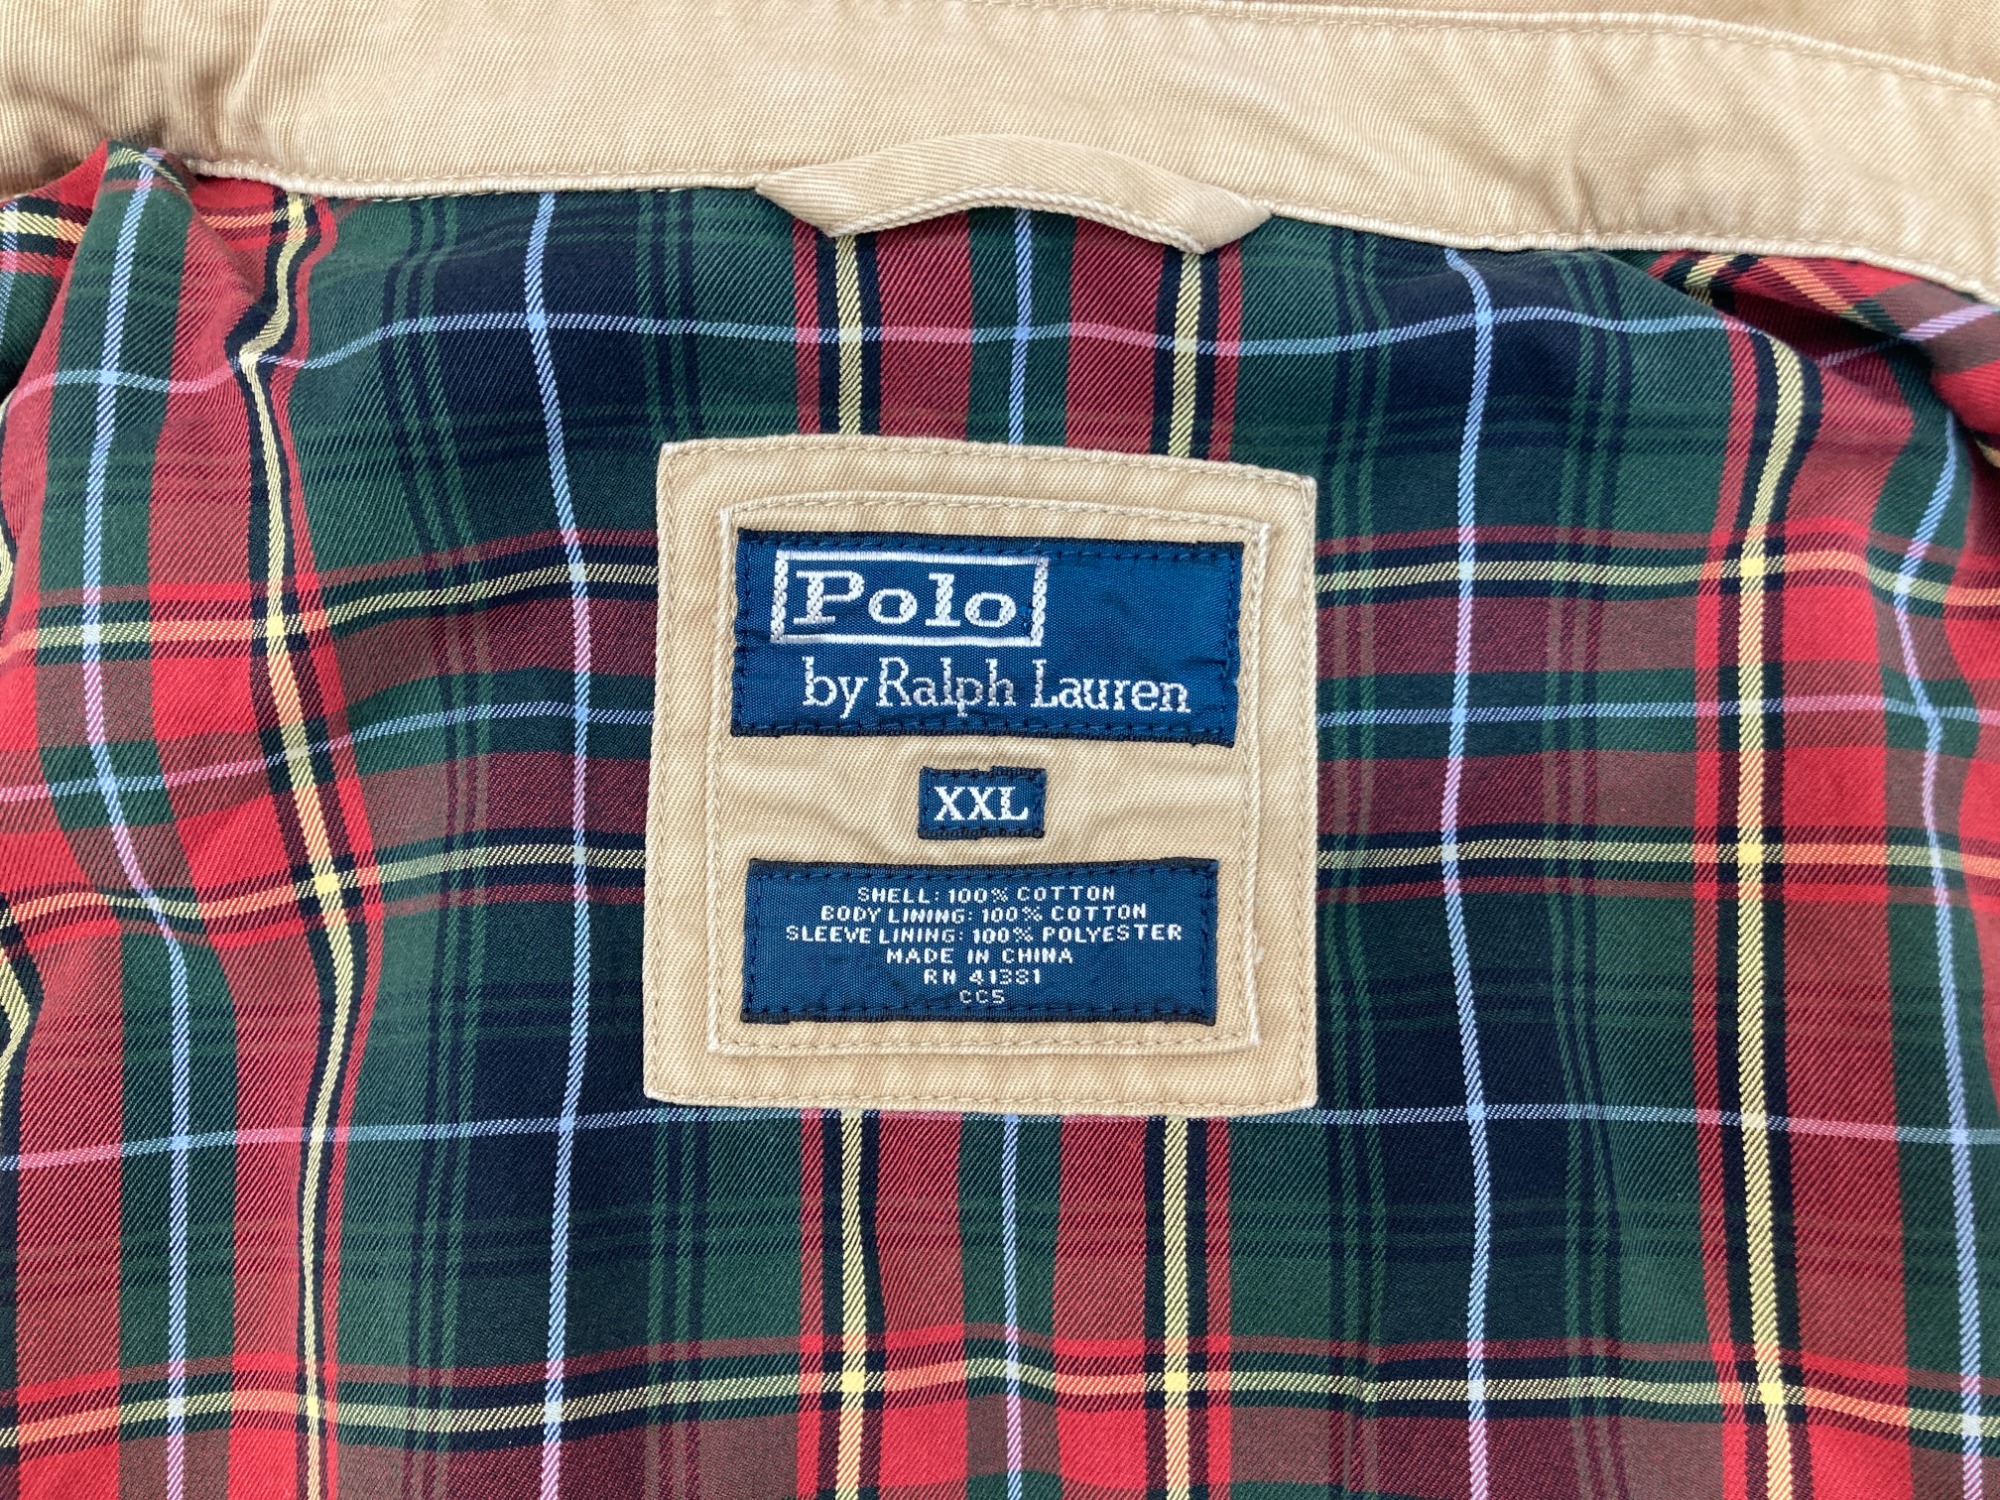 Polo
by Ralph Lauren
XXL
SHELL: 100% COTTON
BODY LINING: 100% COTTON
SLEEVE LINING: 100% POLYESTER
MADE IN CHINA
RN 41381
CC5